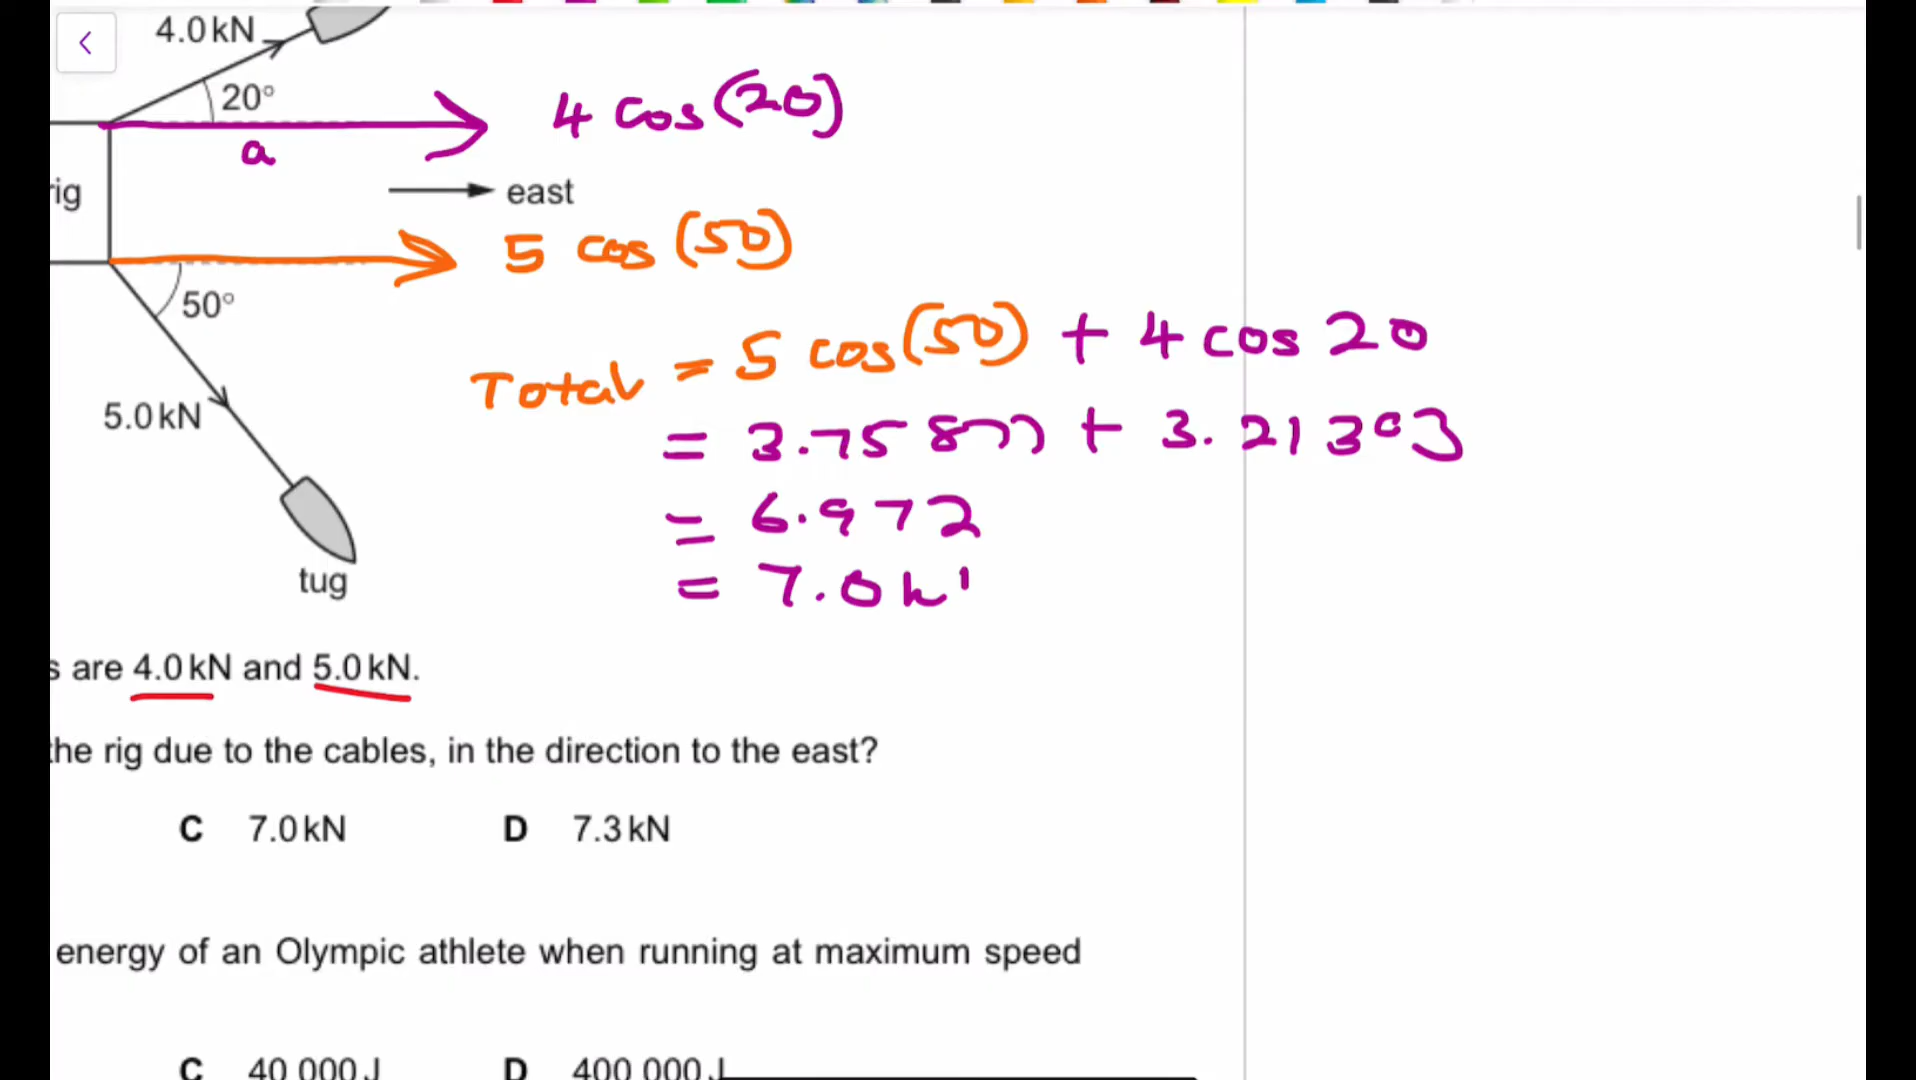 4.0 kN
20°
4 cos(20)
a
rig
east
5 cos (50)
50°
Total = 5 cos(50) + 4 cos 20
5.0 kN
= 3.75877 + 3.21393
= 6.972
tug
= 7.0 k
s are 4.0 kN and 5.0 kN.
the rig due to the cables, in the direction to the east?
C 7.0 kN D 7.3 kN
energy of an Olympic athlete when running at maximum speed
C 40 000 J D 400 000 J